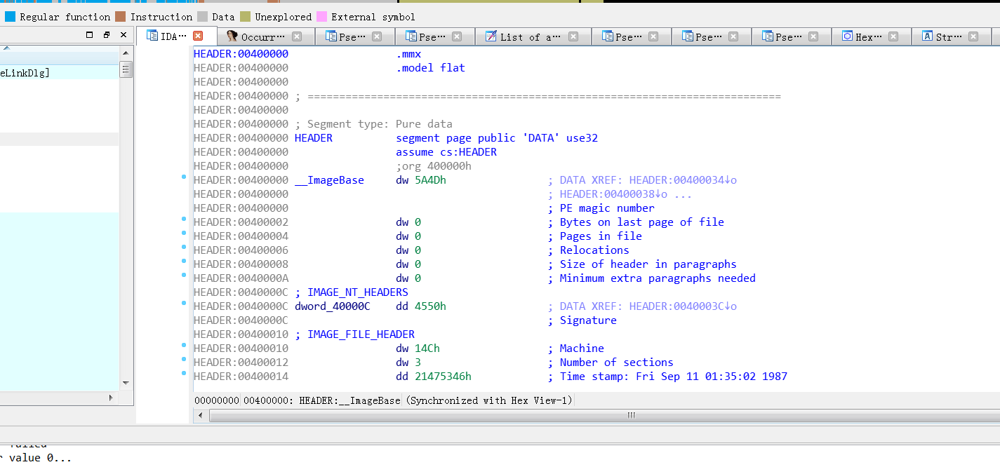 Regular function Instruction Data Unexplored External symbol
IDA··· Occurr··· Pse··· Pse··· List of a··· Pse··· Pse··· Pse··· Hex··· Str···
eLinkDlg]
HEADER:00400000 .mmx
HEADER:00400000 .model flat
HEADER:00400000
HEADER:00400000 ; ===========================================================================
HEADER:00400000
HEADER:00400000 ; Segment type: Pure data
HEADER:00400000 HEADER segment page public 'DATA' use32
HEADER:00400000 assume cs:HEADER
HEADER:00400000 ;org 400000h
HEADER:00400000 __ImageBase dw 5A4Dh ; DATA XREF: HEADER:00400034↓o
HEADER:00400000 ; HEADER:00400038↓o ...
HEADER:00400000 ; PE magic number
HEADER:00400002 dw 0 ; Bytes on last page of file
HEADER:00400004 dw 0 ; Pages in file
HEADER:00400006 dw 0 ; Relocations
HEADER:00400008 dw 0 ; Size of header in paragraphs
HEADER:0040000A dw 0 ; Minimum extra paragraphs needed
HEADER:0040000C ; IMAGE_NT_HEADERS
HEADER:0040000C dword_40000C dd 4550h ; DATA XREF: HEADER:0040003C↓o
HEADER:0040000C ; Signature
HEADER:00400010 ; IMAGE_FILE_HEADER
HEADER:00400010 dw 14Ch ; Machine
HEADER:00400012 dw 3 ; Number of sections
HEADER:00400014 dd 21475346h ; Time stamp: Fri Sep 11 01:35:02 1987
00000000 00400000: HEADER:__ImageBase (Synchronized with Hex View-1)
failed
r value 0...